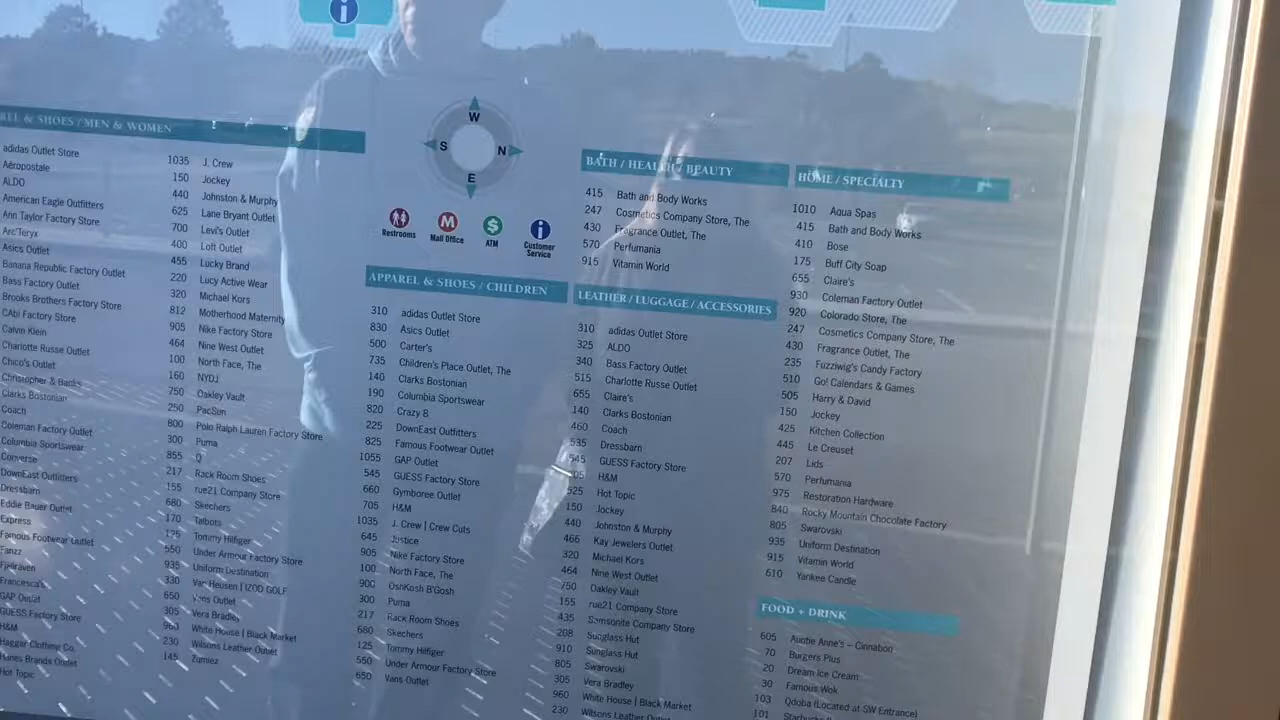 REL & SHOES / MEN & WOMEN
adidas Outlet Store
Aéropostale
ALDO
American Eagle Outfitters
Ann Taylor Factory Store
Arc'Teryx
Asics Outlet
Banana Republic Factory Outlet
Bass Factory Outlet
Brooks Brothers Factory Store
CAbi Factory Store
Calvin Klein
Charlotte Russe Outlet
Chico's Outlet
Christopher & Banks
Clarks Bostonian
Coach
Coleman Factory Outlet
Columbia Sportswear
Converse
DownEast Outfitters
Dressbarn
Eddie Bauer Outlet
Express
Famous Footwear Outlet
Fanzz
Fjellraven
Francesca's
GAP Outlet
GUESS Factory Store
H&M
Haggar Clothing Co.
Hanes Brands Outlet
Hot Topic
1035 J. Crew
150 Jockey
440 Johnston & Murphy
625 Lane Bryant Outlet
700 Levi's Outlet
400 Loft Outlet
455 Lucky Brand
220 Lucy Active Wear
320 Michael Kors
812 Motherhood Maternity
905 Nike Factory Store
464 Nine West Outlet
100 North Face, The
160 NYDJ
750 Oakley Vault
250 PacSun
800 Polo Ralph Lauren Factory Store
300 Puma
855 Q
217 Rack Room Shoes
155 rue21 Company Store
680 Skechers
170 Talbots
125 Tommy Hilfiger
550 Under Armour Factory Store
935 Uniform Destination
330 Van Heusen | IZOD GOLF
650 Vans Outlet
305 Vera Bradley
960 White House | Black Market
230 Wilsons Leather Outlet
145 Zumiez
W
S N
E
Restrooms
M
Mall Office
$
ATM
i
Customer
Service
APPAREL & SHOES / CHILDREN
310 adidas Outlet Store
830 Asics Outlet
500 Carter's
735 Children's Place Outlet, The
140 Clarks Bostonian
190 Columbia Sportswear
820 Crazy 8
225 DownEast Outfitters
825 Famous Footwear Outlet
1055 GAP Outlet
545 GUESS Factory Store
660 Gymboree Outlet
705 H&M
1035 J. Crew | Crew Cuts
645 Justice
905 Nike Factory Store
100 North Face, The
900 OshKosh B'Gosh
300 Puma
217 Rack Room Shoes
680 Skechers
125 Tommy Hilfiger
550 Under Armour Factory Store
650 Vans Outlet
BATH / HEALTH / BEAUTY
415 Bath and Body Works
247 Cosmetics Company Store, The
430 Fragrance Outlet, The
570 Perfumania
915 Vitamin World
LEATHER / LUGGAGE / ACCESSORIES
310 adidas Outlet Store
325 ALDO
340 Bass Factory Outlet
515 Charlotte Russe Outlet
655 Claire's
140 Clarks Bostonian
460 Coach
535 Dressbarn
545 GUESS Factory Store
05 H&M
525 Hot Topic
150 Jockey
440 Johnston & Murphy
466 Kay Jewelers Outlet
320 Michael Kors
464 Nine West Outlet
750 Oakley Vault
155 rue21 Company Store
435 Samsonite Company Store
208 Sunglass Hut
910 Sunglass Hut
805 Swarovski
305 Vera Bradley
960 White House | Black Market
230 Wilsons Leather Outlet
HOME / SPECIALTY
1010 Aqua Spas
415 Bath and Body Works
410 Bose
175 Buff City Soap
655 Claire's
930 Coleman Factory Outlet
920 Colorado Store, The
247 Cosmetics Company Store, The
430 Fragrance Outlet, The
235 Fuzziwig's Candy Factory
510 Go! Calendars & Games
505 Harry & David
150 Jockey
425 Kitchen Collection
445 Le Creuset
207 Lids
570 Perfumania
975 Restoration Hardware
840 Rocky Mountain Chocolate Factory
805 Swarovski
935 Uniform Destination
915 Vitamin World
610 Yankee Candle
FOOD + DRINK
605 Auntie Anne's – Cinnabon
70 Burgers Plus
20 Dream Ice Cream
30 Famous Wok
103 Qdoba (Located at SW Entrance)
101 Starbucks